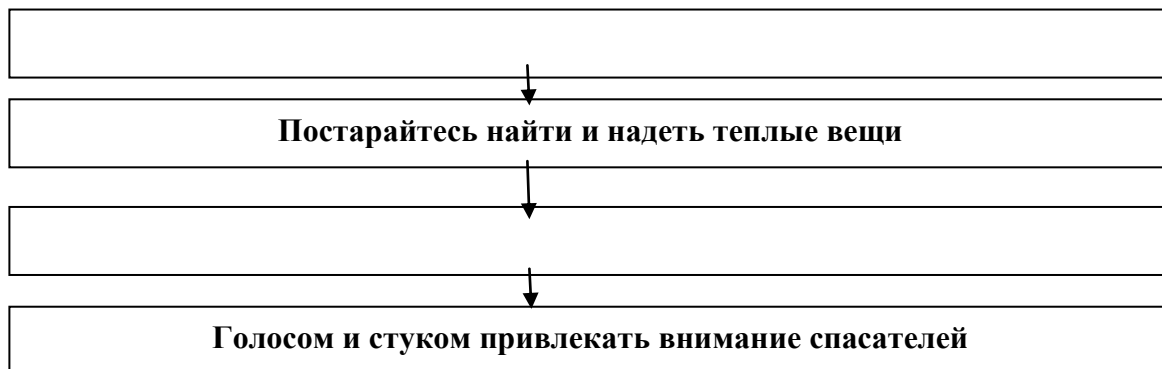 Постарайтесь найти и надеть теплые вещи
Голосом и стуком привлекать внимание спасателей